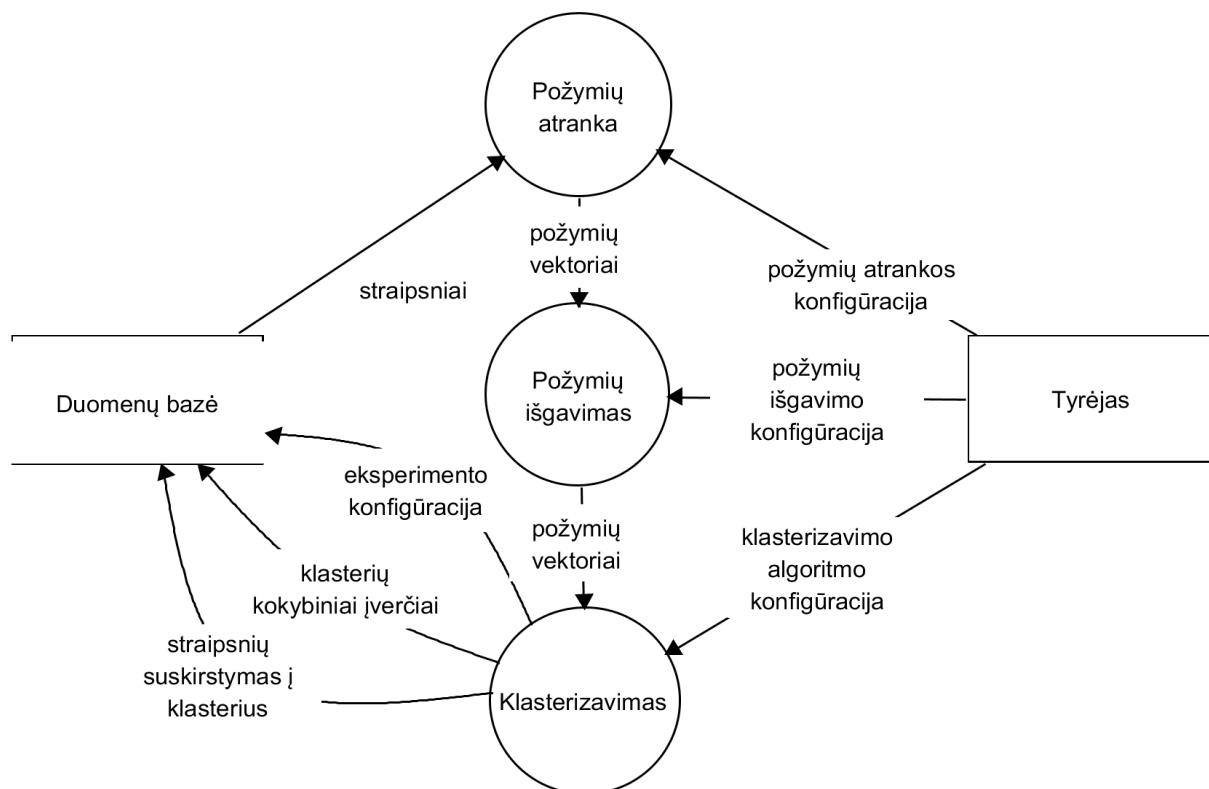 Požymių
atranka
požymių
vektoriai
straipsniai
požymių atrankos
konfigūracija
Duomenų bazė
Požymių
išgavimas
požymių
išgavimo
konfigūracija
Tyrėjas
eksperimento
konfigūracija
požymių
vektoriai
klasterizavimo
algoritmo
konfigūracija
klasterių
kokybiniai įverčiai
straipsnių
suskirstymas į
klasterius
Klasterizavimas